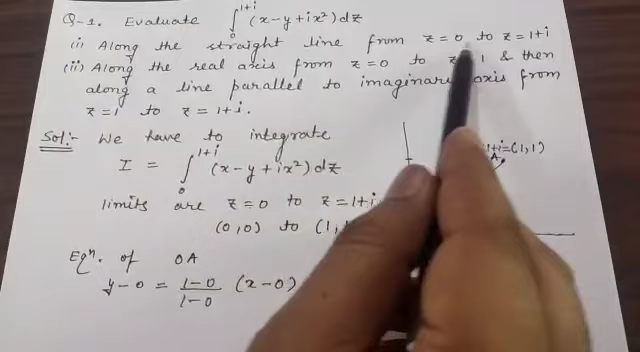 Q-1. Evaluate ∫₀¹⁺ⁱ (x-y+ix²)dz
(i) Along the straight line from z=0 to z=1+i
(ii) Along the real axis from z=0 to z 1 & then
along a line parallel to imaginary axis from
z=1 to z=1+i.
Sol:- We have to integrate
I = ∫₀¹⁺ⁱ (x-y+ix²)dz
1+i=(1,1)
A
limits are z=0 to z=1+i
(0,0) to (1,1
Eqⁿ. of OA
y-0 = (1-0)/(1-0) (x-0)